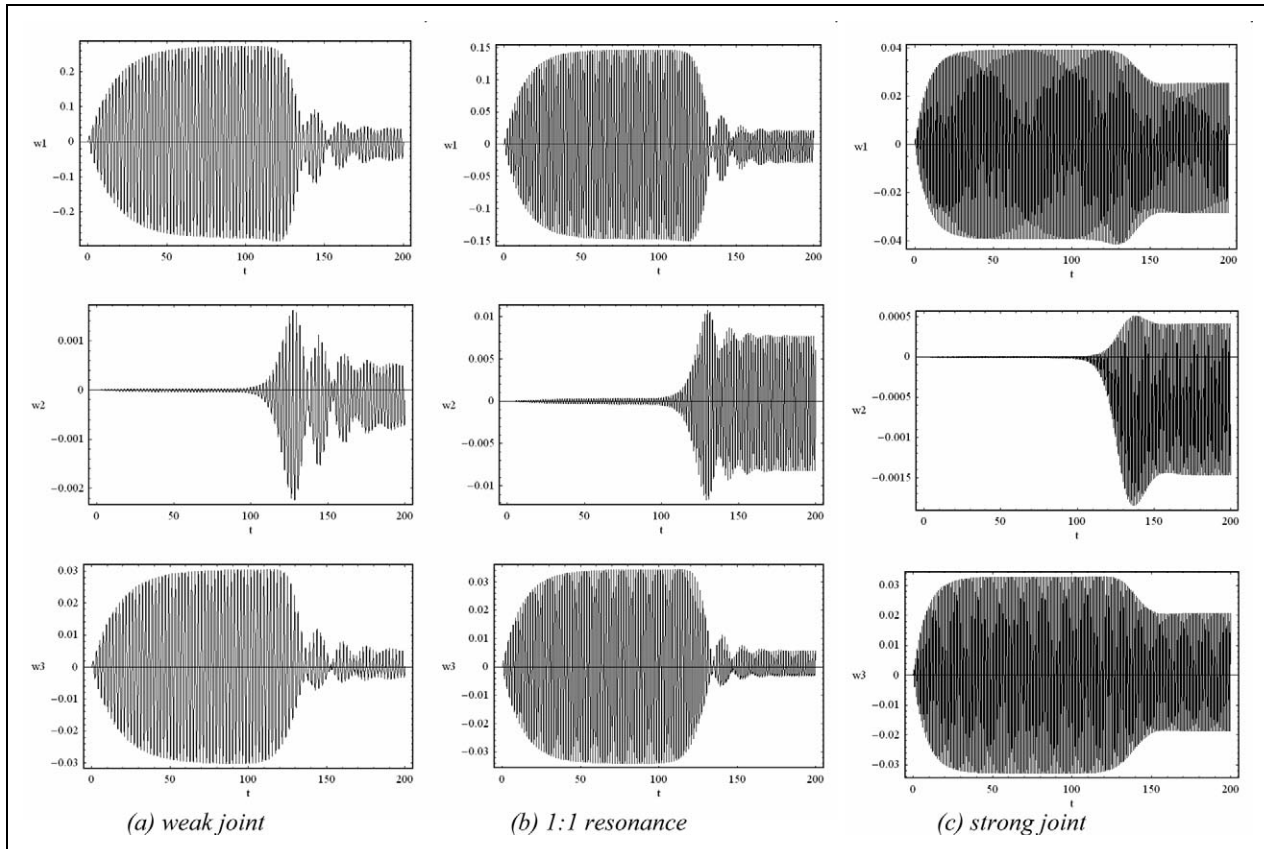 0.2
0.1
w1 0
-0.1
-0.2
0 50 100 150 200
t
0.15
0.1
0.05
w1 0
-0.05
-0.1
-0.15
0 50 100 150 200
t
0.04
0.02
w1 0
-0.02
-0.04
0 50 100 150 200
t
0.001
0
w2
-0.001
-0.002
0 50 100 150 200
t
0.01
0.005
w2 0
-0.005
-0.01
0 50 100 150 200
t
0.0005
0
w2 -0.0005
-0.001
-0.0015
0 50 100 150 200
t
0.03
0.02
0.01
w3 0
-0.01
-0.02
-0.03
0 50 100 150 200
t
0.03
0.02
0.01
w3 0
-0.01
-0.02
-0.03
0 50 100 150 200
t
0.03
0.02
0.01
w3 0
-0.01
-0.02
-0.03
0 50 100 150 200
t
(a) weak joint
(b) 1:1 resonance
(c) strong joint